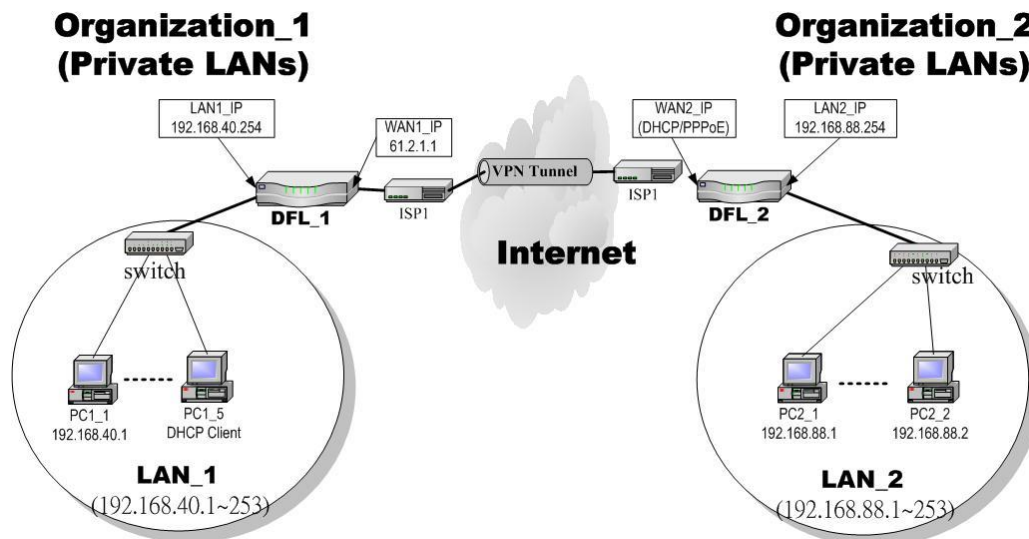 Organization_1
(Private LANs)
Organization_2
(Private LANs)
LAN1_IP
192.168.40.254
WAN1_IP
61.2.1.1
WAN2_IP
(DHCP/PPPoE)
LAN2_IP
192.168.88.254
VPN Tunnel
DFL_1
ISP1
ISP1
DFL_2
Internet
switch
switch
PC1_1
192.168.40.1
PC1_5
DHCP Client
PC2_1
192.168.88.1
PC2_2
192.168.88.2
LAN_1
(192.168.40.1~253)
LAN_2
(192.168.88.1~253)